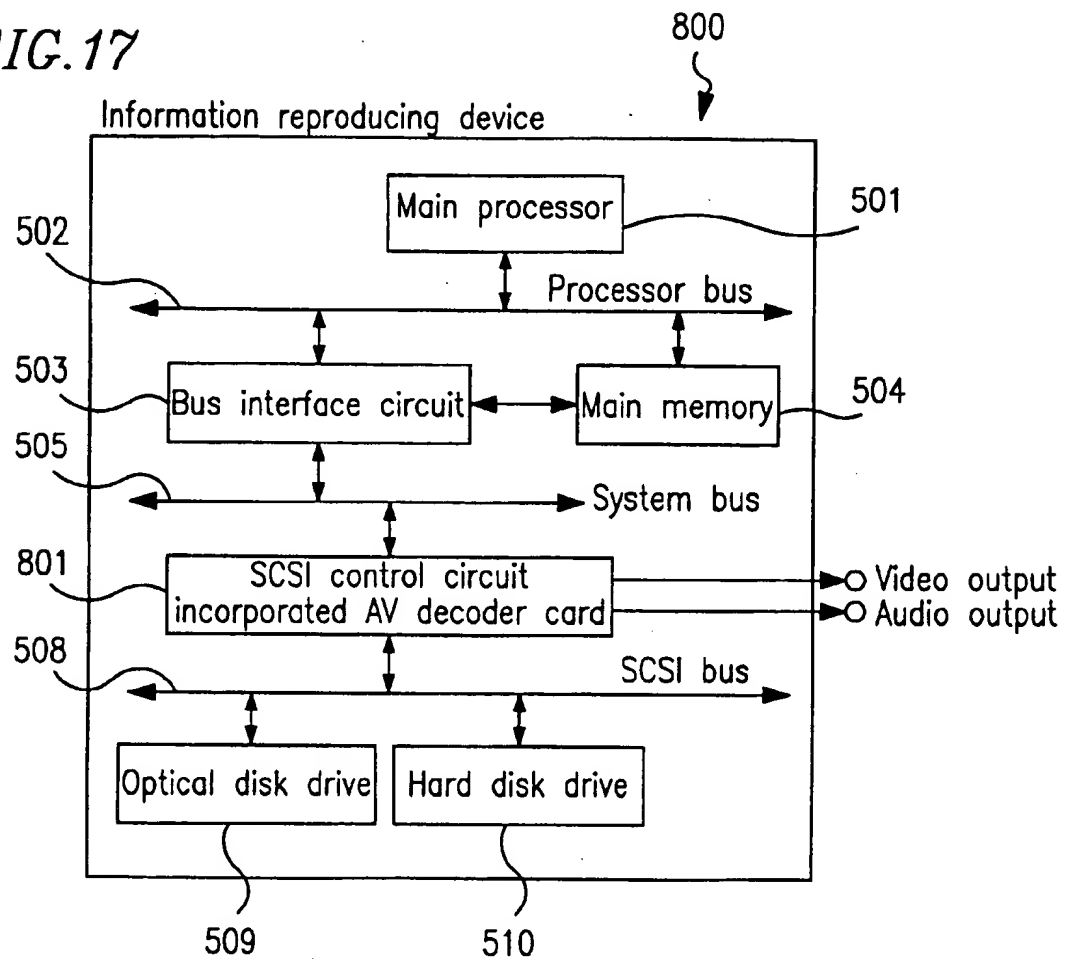 FIG.17
800
Information reproducing device
Main processor
501
502
Processor bus
503
Bus interface circuit
Main memory
504
505
System bus
801
SCSI control circuit
incorporated AV decoder card
Video output
Audio output
508
SCSI bus
Optical disk drive
Hard disk drive
509
510